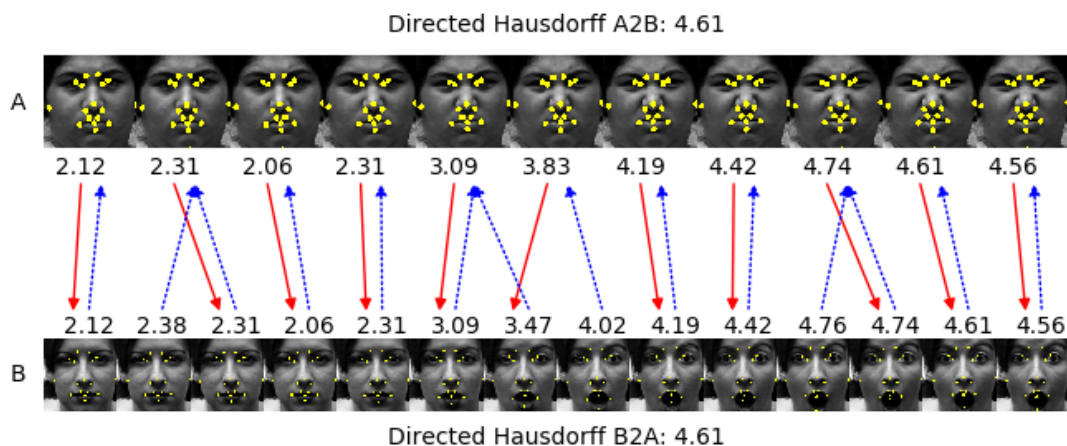 Directed Hausdorff A2B: 4.61
A
2.12 2.31 2.06 2.31 3.09 3.83 4.19 4.42 4.74 4.61 4.56
2.12 2.38 2.31 2.06 2.31 3.09 3.47 4.02 4.19 4.42 4.76 4.74 4.61 4.56
B
Directed Hausdorff B2A: 4.61